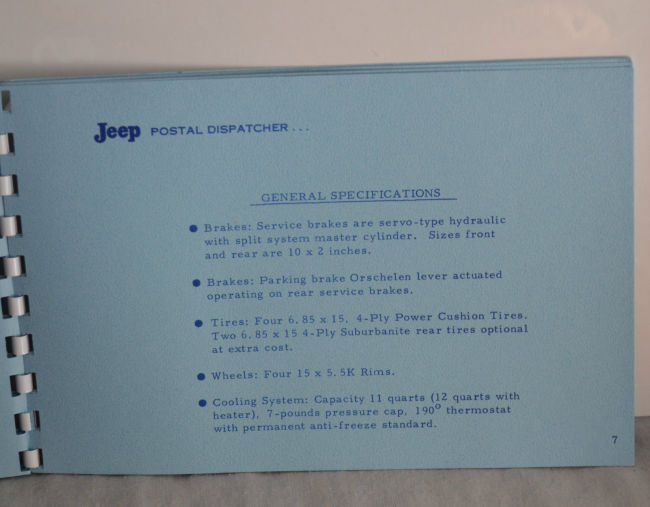 Jeep POSTAL DISPATCHER...
GENERAL SPECIFICATIONS
● Brakes: Service brakes are servo-type hydraulic
with split system master cylinder. Sizes front
and rear are 10 x 2 inches.
● Brakes: Parking brake Orschelen lever actuated
operating on rear service brakes.
● Tires: Four 6.85 x 15, 4-Ply Power Cushion Tires.
Two 6.85 x 15 4-Ply Suburbanite rear tires optional
at extra cost.
● Wheels: Four 15 x 5.5K Rims.
● Cooling System: Capacity 11 quarts (12 quarts with
heater), 7-pounds pressure cap, 190° thermostat
with permanent anti-freeze standard.
7